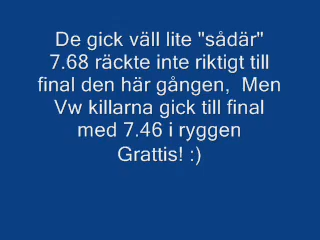 De gick väll lite "sådär"
7.68 räckte inte riktigt till
final den här gången,  Men
Vw killarna gick till final
med 7.46 i ryggen
Grattis! :)